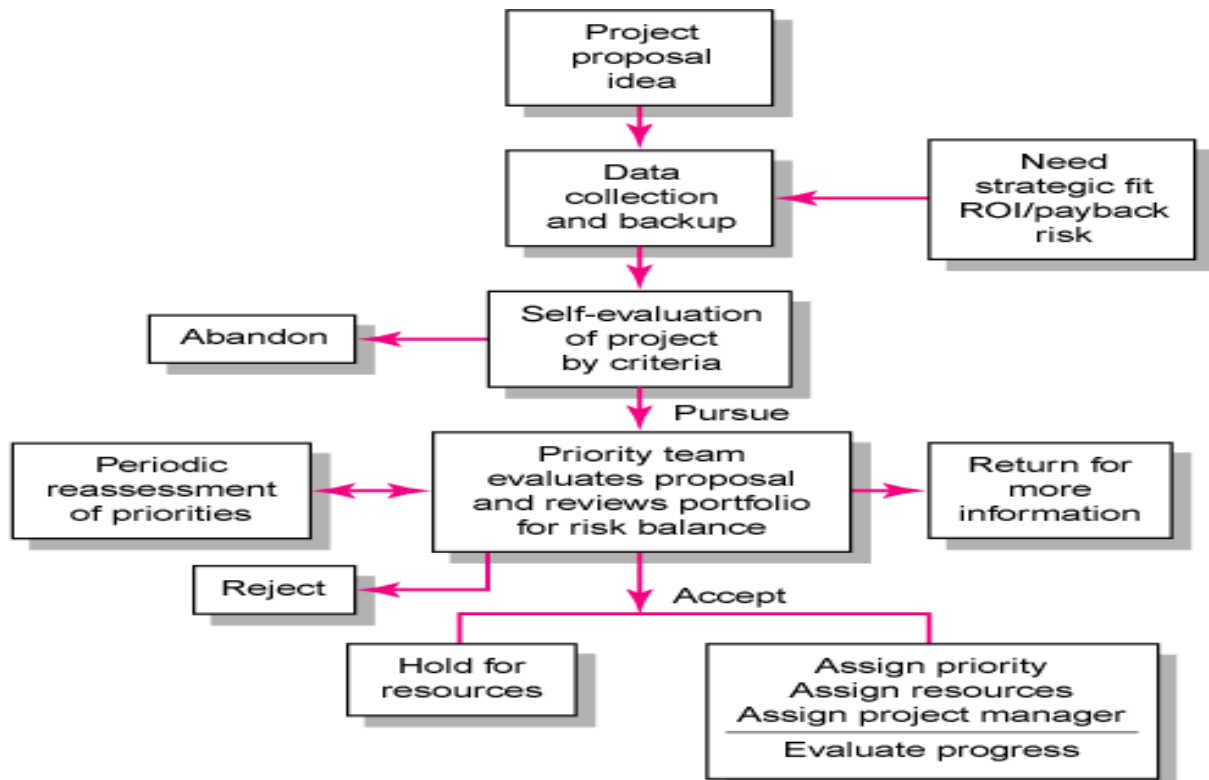 Project
proposal
idea
Data
collection
and backup
Need
strategic fit
ROI/payback
risk
Self-evaluation
of project
by criteria
Abandon
Pursue
Periodic
reassessment
of priorities
Priority team
evaluates proposal
and reviews portfolio
for risk balance
Return for
more
information
Reject
Accept
Hold for
resources
Assign priority
Assign resources
Assign project manager
Evaluate progress